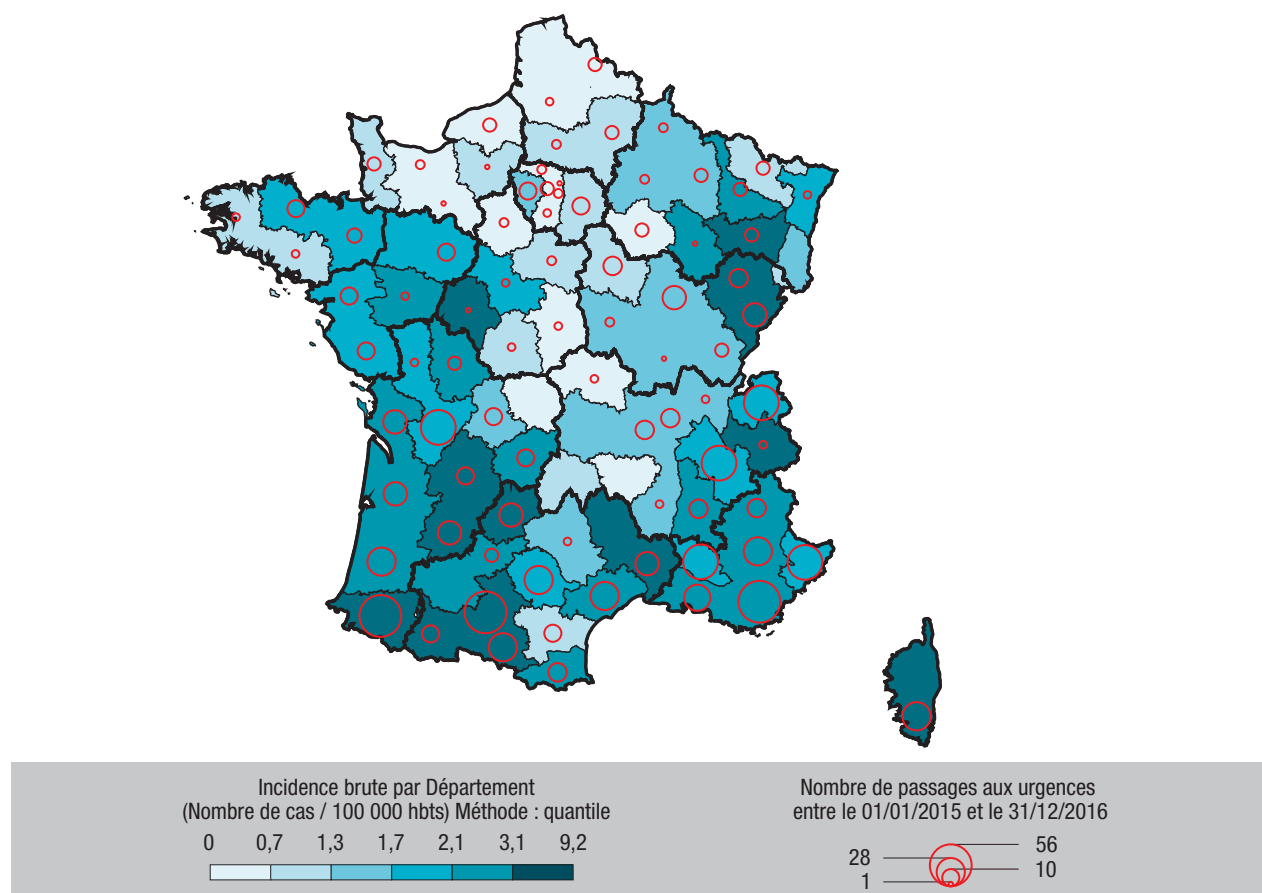 Incidence brute par Département
(Nombre de cas / 100 000 hbts) Méthode : quantile
0 0,7 1,3 1,7 2,1 3,1 9,2
Nombre de passages aux urgences
entre le 01/01/2015 et le 31/12/2016
56
28
10
1